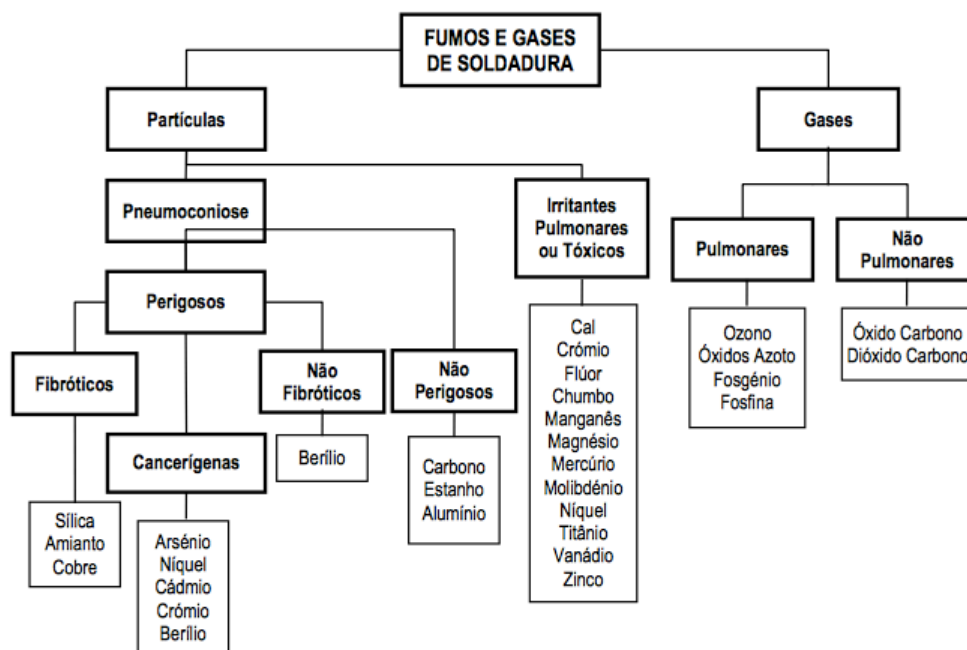 FUMOS E GASES
DE SOLDADURA
Partículas
Gases
Pneumoconiose
Irritantes
Pulmonares
ou Tóxicos
Pulmonares
Não
Pulmonares
Perigosos
Fibróticos
Não
Fibróticos
Não
Perigosos
Cancerígenas
Sílica
Amianto
Cobre
Arsénio
Níquel
Cádmio
Crómio
Berílio
Berílio
Carbono
Estanho
Alumínio
Cal
Crómio
Flúor
Chumbo
Manganês
Magnésio
Mercúrio
Molibdénio
Níquel
Titânio
Vanádio
Zinco
Ozono
Óxidos Azoto
Fosgénio
Fosfina
Óxido Carbono
Dióxido Carbono